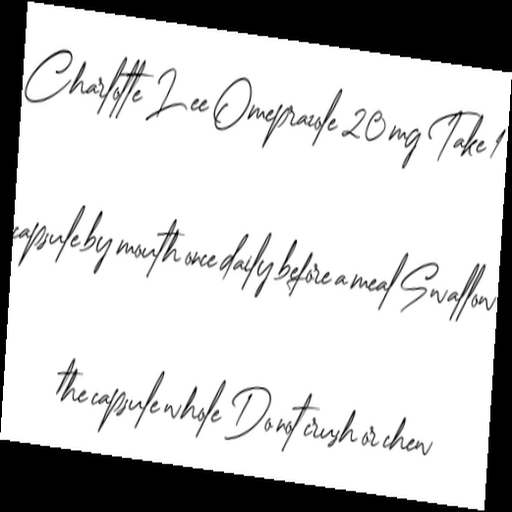 Charlotte Lee Omeprazole 20 mg Take 1
capsule by mouth once daily before a meal Swallow
the capsule whole Do not crush or chew